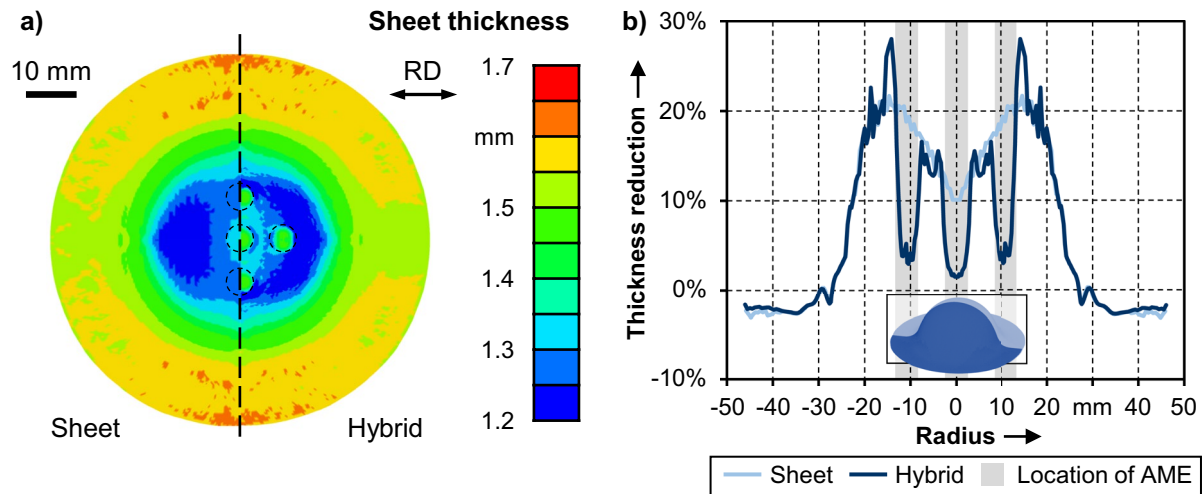 a)
Sheet thickness
10 mm
RD
1.7
mm
1.5
1.4
1.3
1.2
Sheet
Hybrid
b)
Thickness reduction
30%
20%
10%
0%
-10%
-50 -40 -30 -20 -10 0 10 20 mm 40 50
Radius
Sheet Hybrid Location of AME